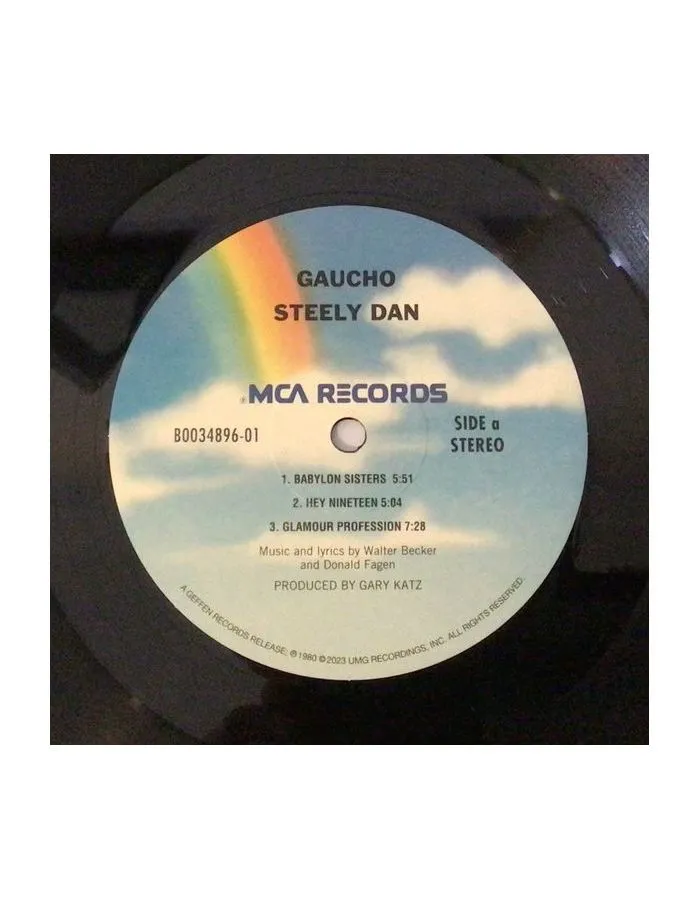 GAUCHO
STEELY DAN
®MCA RECORDS
B0034896-01
SIDE a
STEREO
1. BABYLON SISTERS 5:51
2. HEY NINETEEN 5:04
3. GLAMOUR PROFESSION 7:28
Music and lyrics by Walter Becker
and Donald Fagen
PRODUCED BY GARY KATZ
A GEFFEN RECORDS RELEASE; ℗ 1980 © 2023 UMG RECORDINGS, INC. ALL RIGHTS RESERVED.